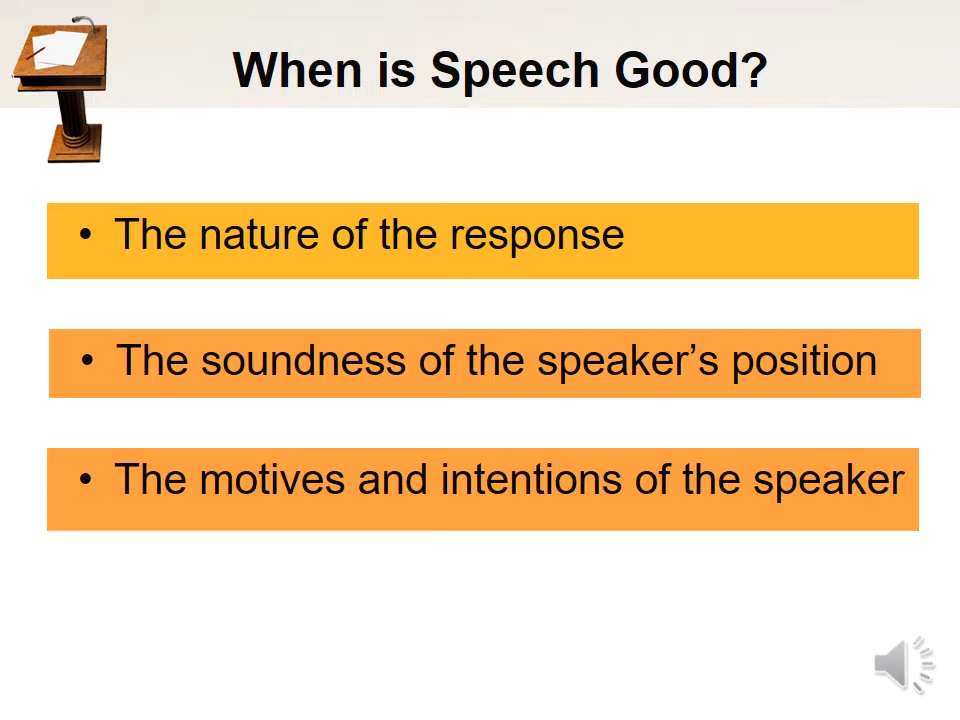 When is Speech Good?
• The nature of the response
• The soundness of the speaker’s position
• The motives and intentions of the speaker